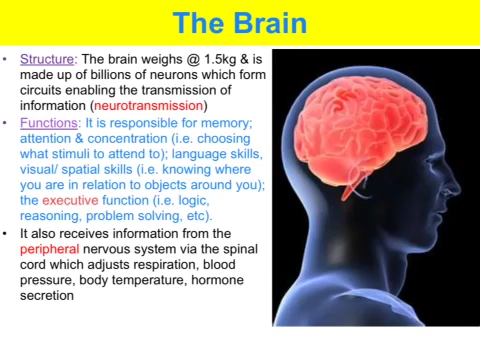 The Brain
• Structure: The brain weighs @ 1.5kg & is
made up of billions of neurons which form
circuits enabling the transmission of
information (neurotransmission)
• Functions: It is responsible for memory;
attention & concentration (i.e. choosing
what stimuli to attend to); language skills,
visual/ spatial skills (i.e. knowing where
you are in relation to objects around you);
the executive function (i.e. logic,
reasoning, problem solving, etc).
• It also receives information from the
peripheral nervous system via the spinal
cord which adjusts respiration, blood
pressure, body temperature, hormone
secretion